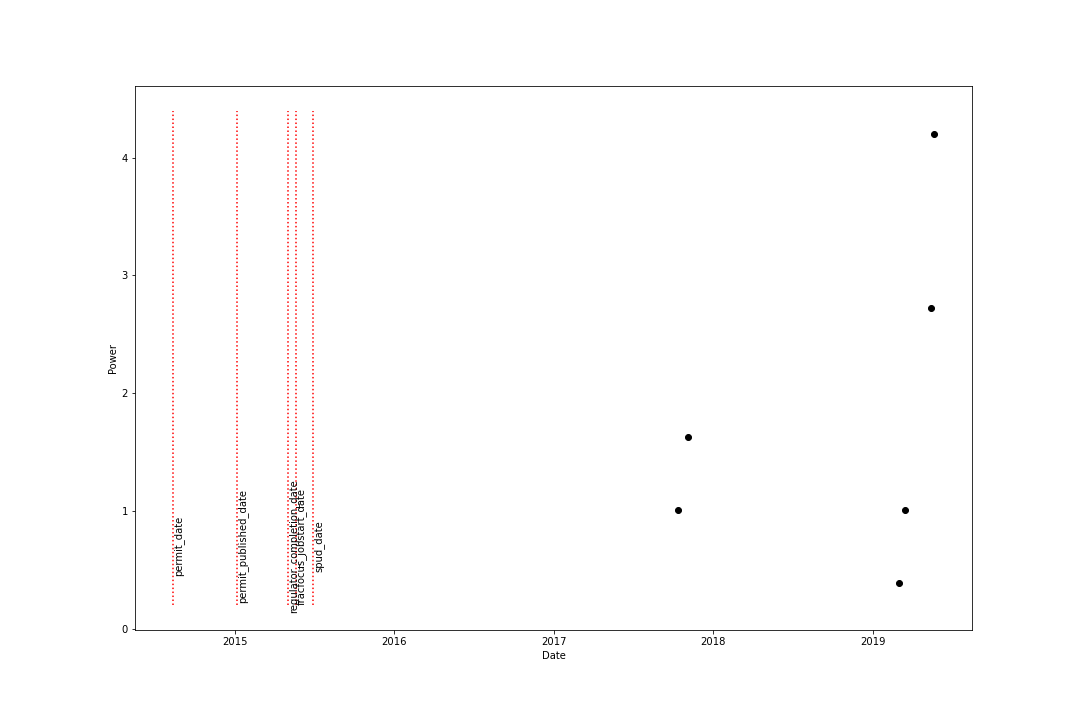 4
3
2
1
0
Power
permit_date
permit_published_date
regulator_completion_date
fracfocus_jobstart_date
spud_date
2015
2016
2017
2018
2019
Date